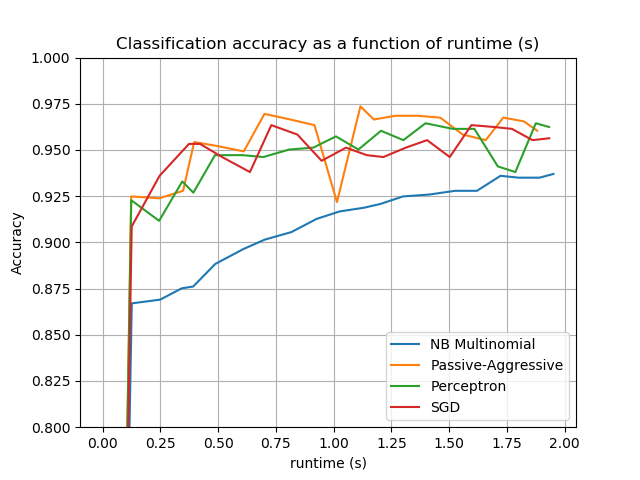 Classification accuracy as a function of runtime (s)
1.000
0.975
0.950
0.925
0.900
0.875
0.850
0.825
0.800
Accuracy
NB Multinomial
Passive-Aggressive
Perceptron
SGD
0.00 0.25 0.50 0.75 1.00 1.25 1.50 1.75 2.00
runtime (s)